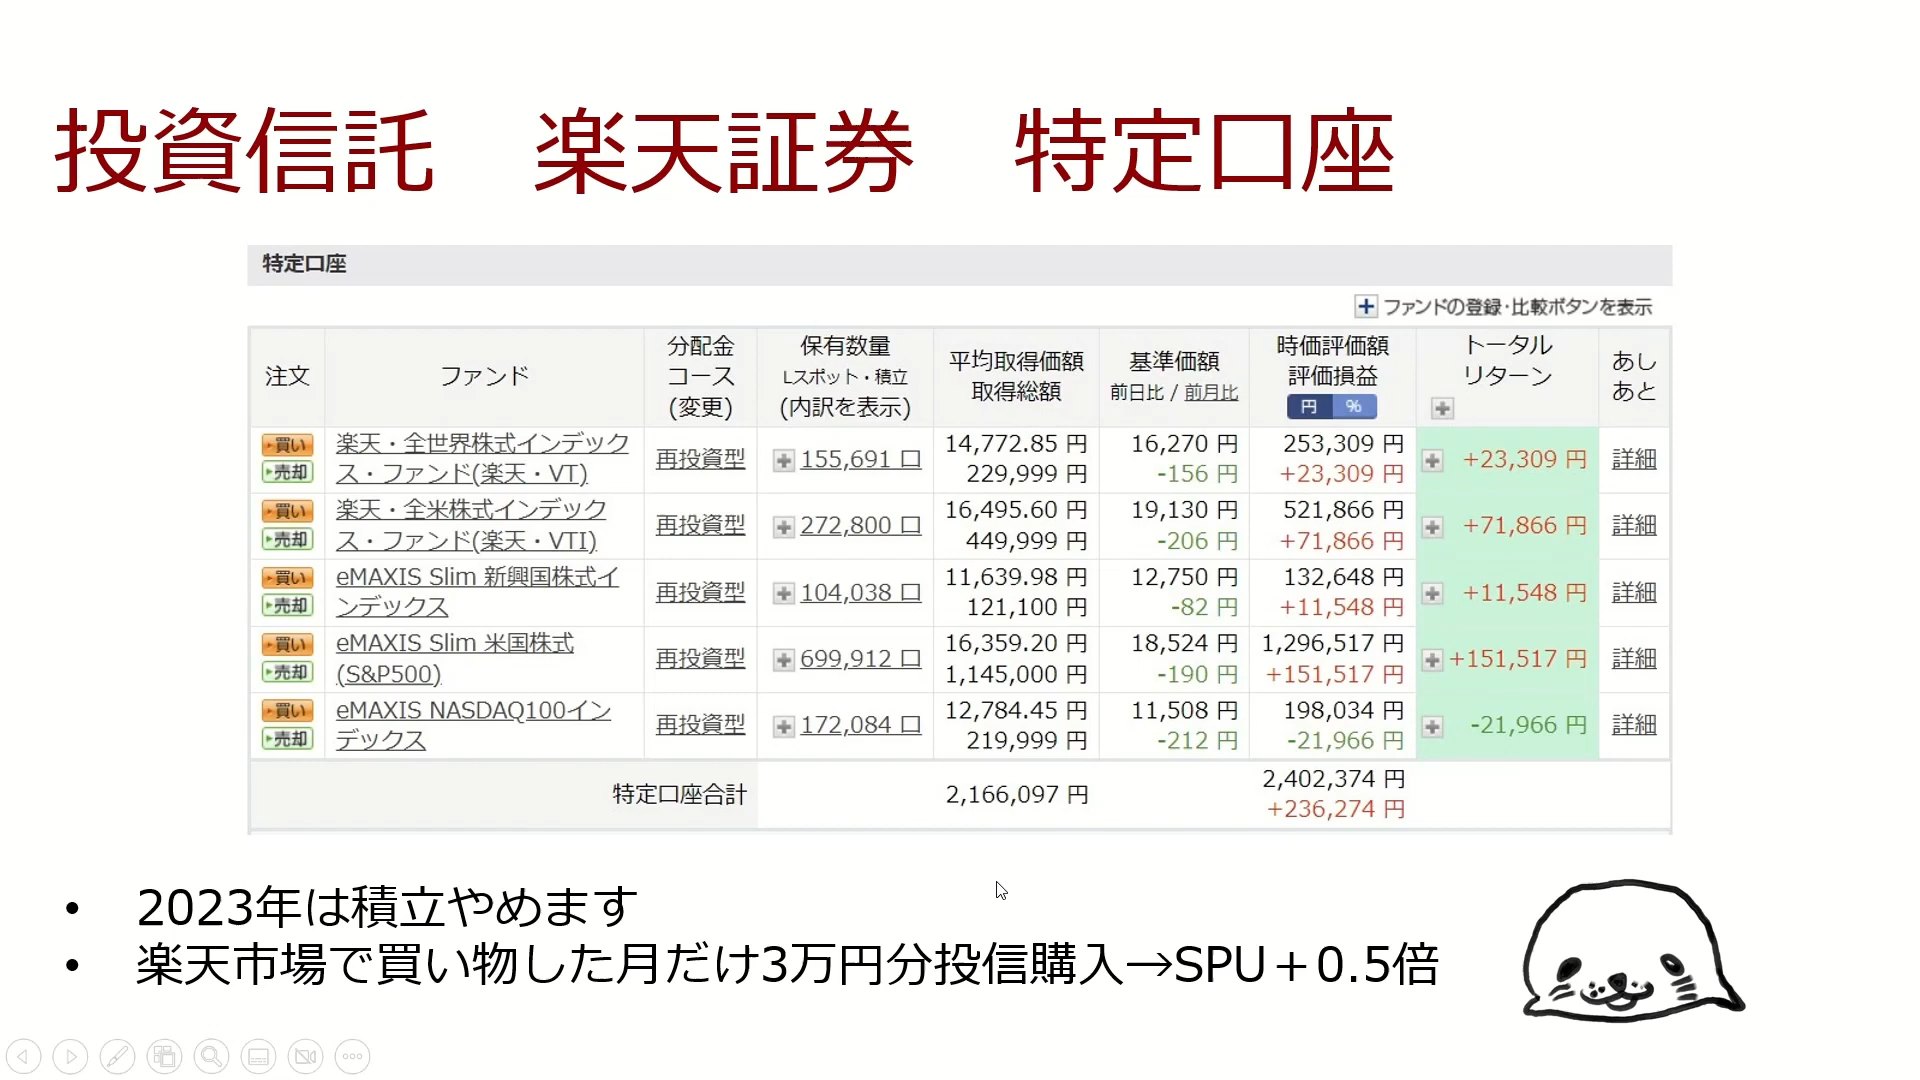 投資信託　楽天証券　特定口座
特定口座
ファンドの登録･比較ボタンを表示
注文
ファンド
分配金
コース
(変更)
保有数量
Lスポット・積立
(内訳を表示)
平均取得価額
取得総額
基準価額
前日比 / 前月比
時価評価額
評価損益
円 %
トータル
リターン
あし
あと
買い
売却
楽天・全世界株式インデック
ス・ファンド(楽天・VT)
再投資型
155,691 口
14,772.85 円
229,999 円
16,270 円
-156 円
253,309 円
+23,309 円
+23,309 円
詳細
買い
売却
楽天・全米株式インデック
ス・ファンド(楽天・VTI)
再投資型
272,800 口
16,495.60 円
449,999 円
19,130 円
-206 円
521,866 円
+71,866 円
+71,866 円
詳細
買い
売却
eMAXIS Slim 新興国株式イ
ンデックス
再投資型
104,038 口
11,639.98 円
121,100 円
12,750 円
-82 円
132,648 円
+11,548 円
+11,548 円
詳細
買い
売却
eMAXIS Slim 米国株式
(S&P500)
再投資型
699,912 口
16,359.20 円
1,145,000 円
18,524 円
-190 円
1,296,517 円
+151,517 円
+151,517 円
詳細
買い
売却
eMAXIS NASDAQ100イン
デックス
再投資型
172,084 口
12,784.45 円
219,999 円
11,508 円
-212 円
198,034 円
-21,966 円
-21,966 円
詳細
特定口座合計
2,166,097 円
2,402,374 円
+236,274 円
• 2023年は積立やめます
• 楽天市場で買い物した月だけ3万円分投信購入→SPU＋0.5倍